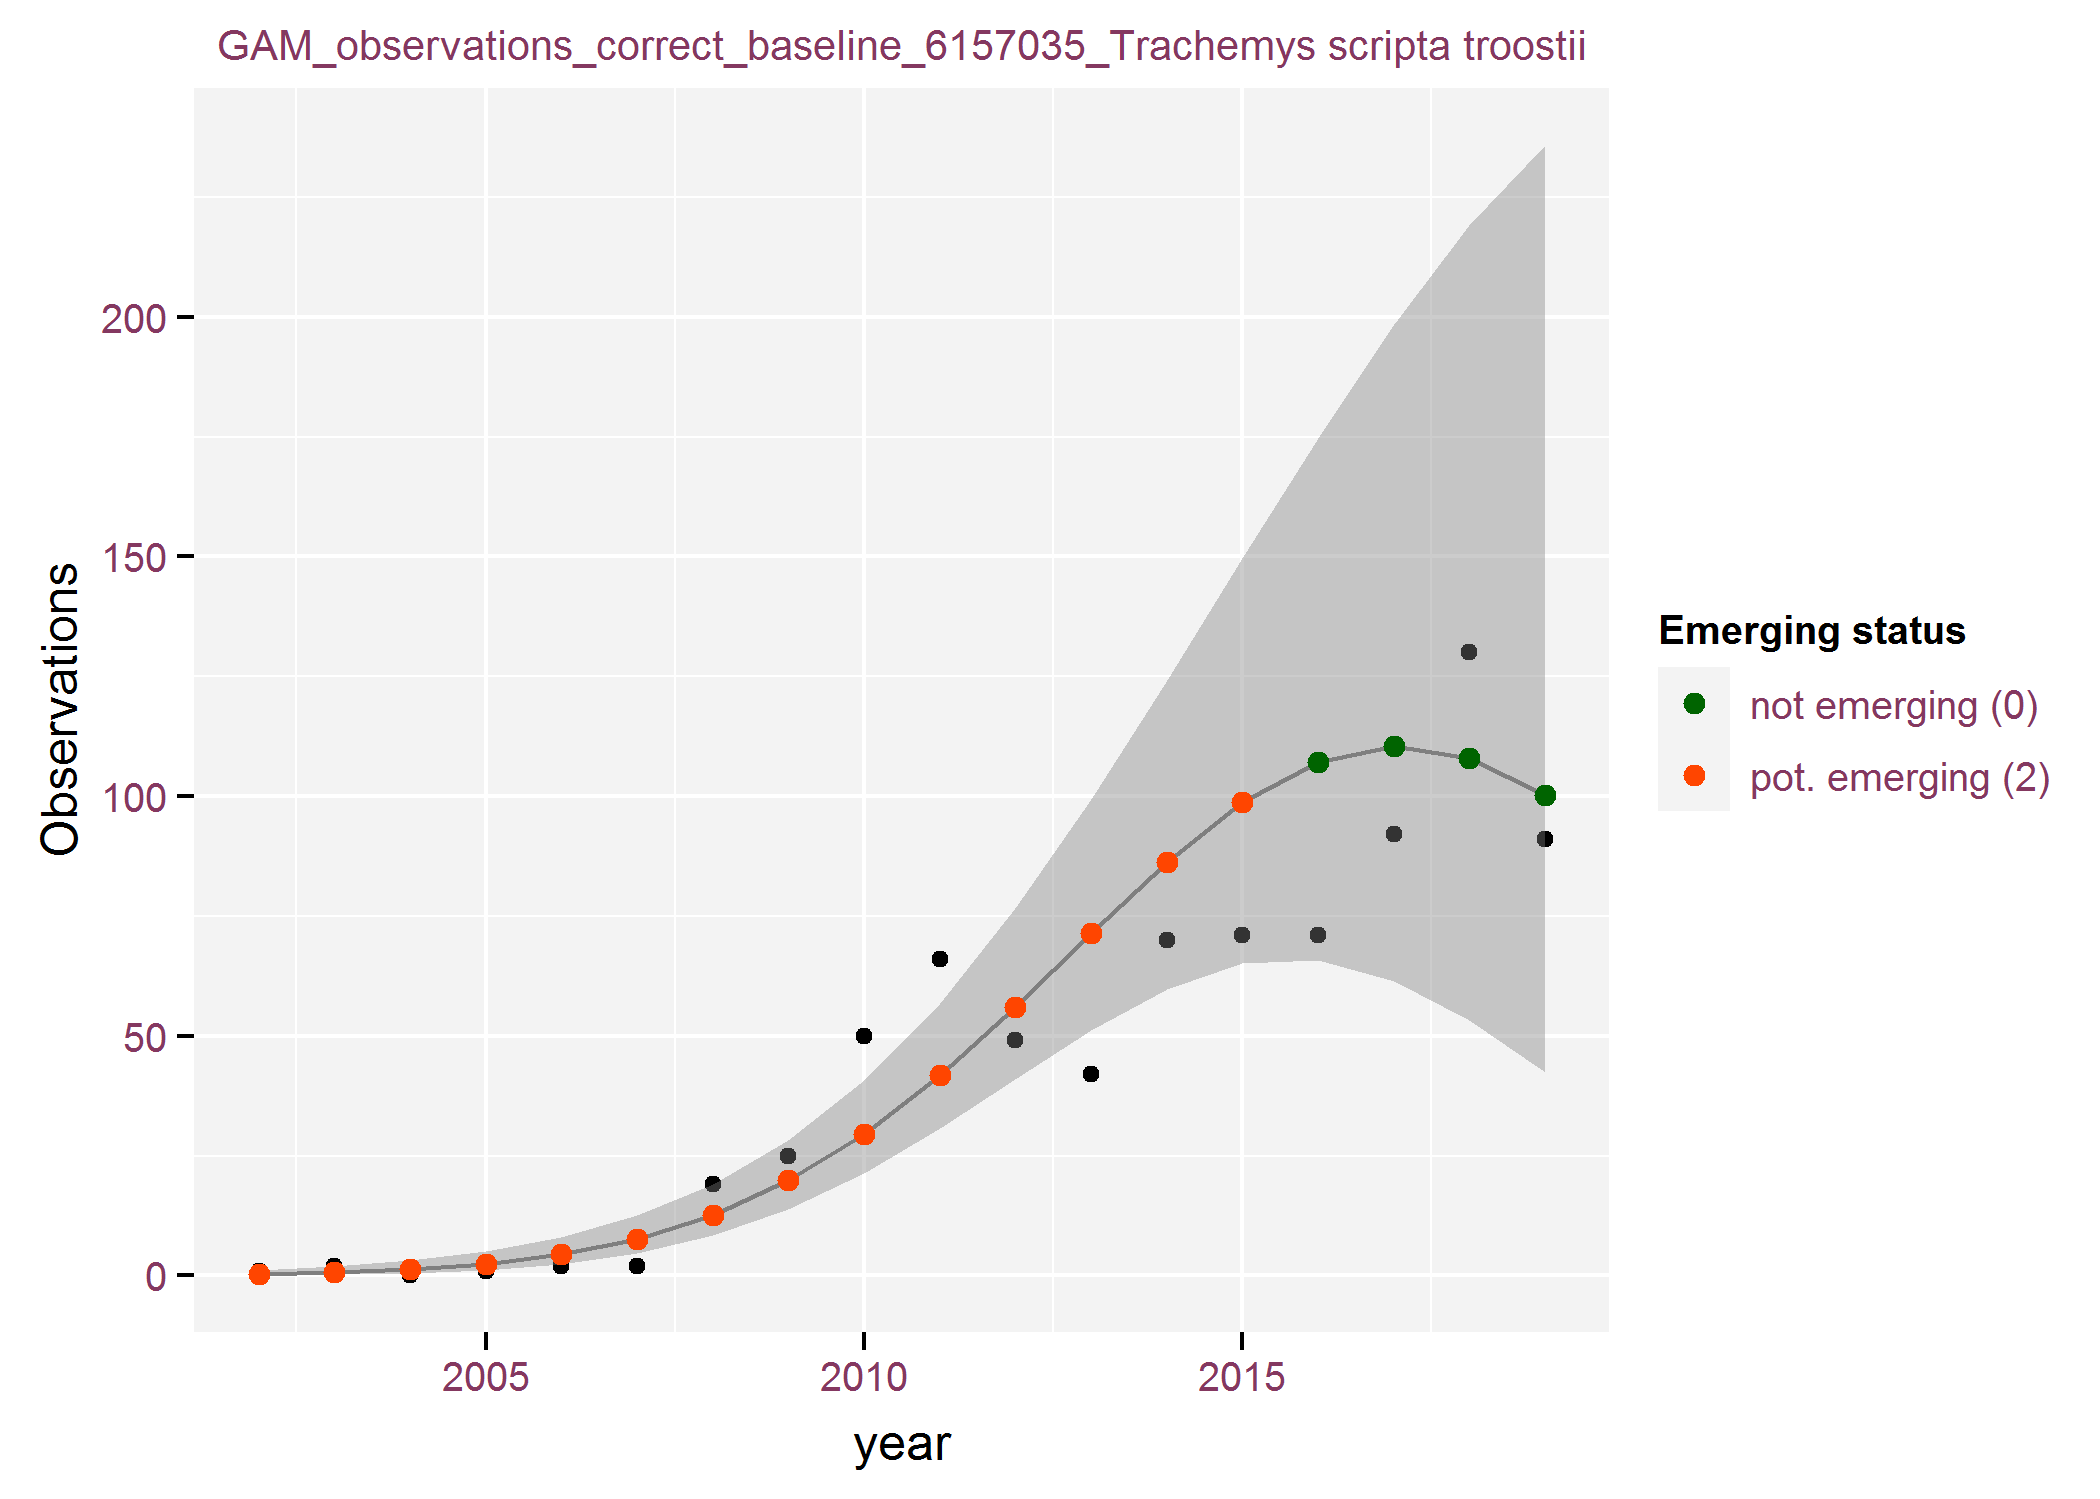 GAM_observations_correct_baseline_6157035_Trachemys scripta troostii
Observations
200
150
100
50
0
2005 2010 2015
year
Emerging status
not emerging (0)
pot. emerging (2)